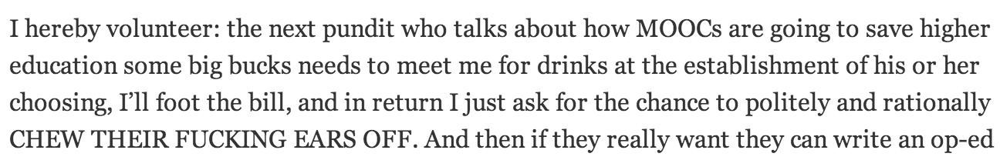 I hereby volunteer: the next pundit who talks about how MOOCs are going to save higher
education some big bucks needs to meet me for drinks at the establishment of his or her
choosing, I’ll foot the bill, and in return I just ask for the chance to politely and rationally
CHEW THEIR FUCKING EARS OFF. And then if they really want they can write an op-ed